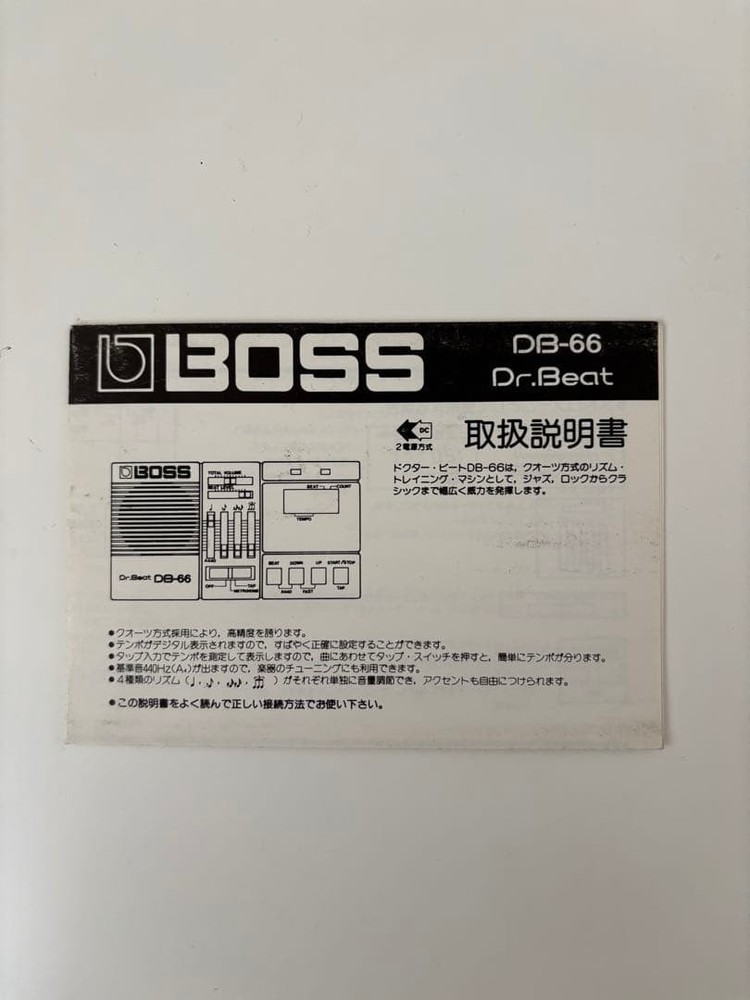 BOSS
DB-66
Dr.Beat
DC
2電源方式
取扱説明書
ドクター・ビートDB-66は、クオーツ方式のリズム・
トレイニング・マシンとして、ジャズ、ロックからクラ
シックまで幅広く威力を発揮します。
BOSS
TOTAL VOLUME
BEAT LEVEL
BEAT
COUNT
TEMPO
Dr.Beat DB-66
OFF
TAP
METRONOME
BEAT
DOWN
UP
START/STOP
FAST
TAP
●クオーツ方式採用により、高精度を誇ります。
●テンポがデジタル表示されますので、すばやく正確に設定することができます。
●タップ入力でテンポを測定して表示しますので、曲にあわせてタップ・スイッチを押すと、簡単にテンポが分ります。
●基準音440Hz(A₄)が出ますので、楽器のチューニングにも利用できます。
●4種類のリズム(♩, ♪, )がそれぞれ単独に音量調節でき、アクセントも自由につけられます。
●この説明書をよく読んで正しい接続方法でお使い下さい。